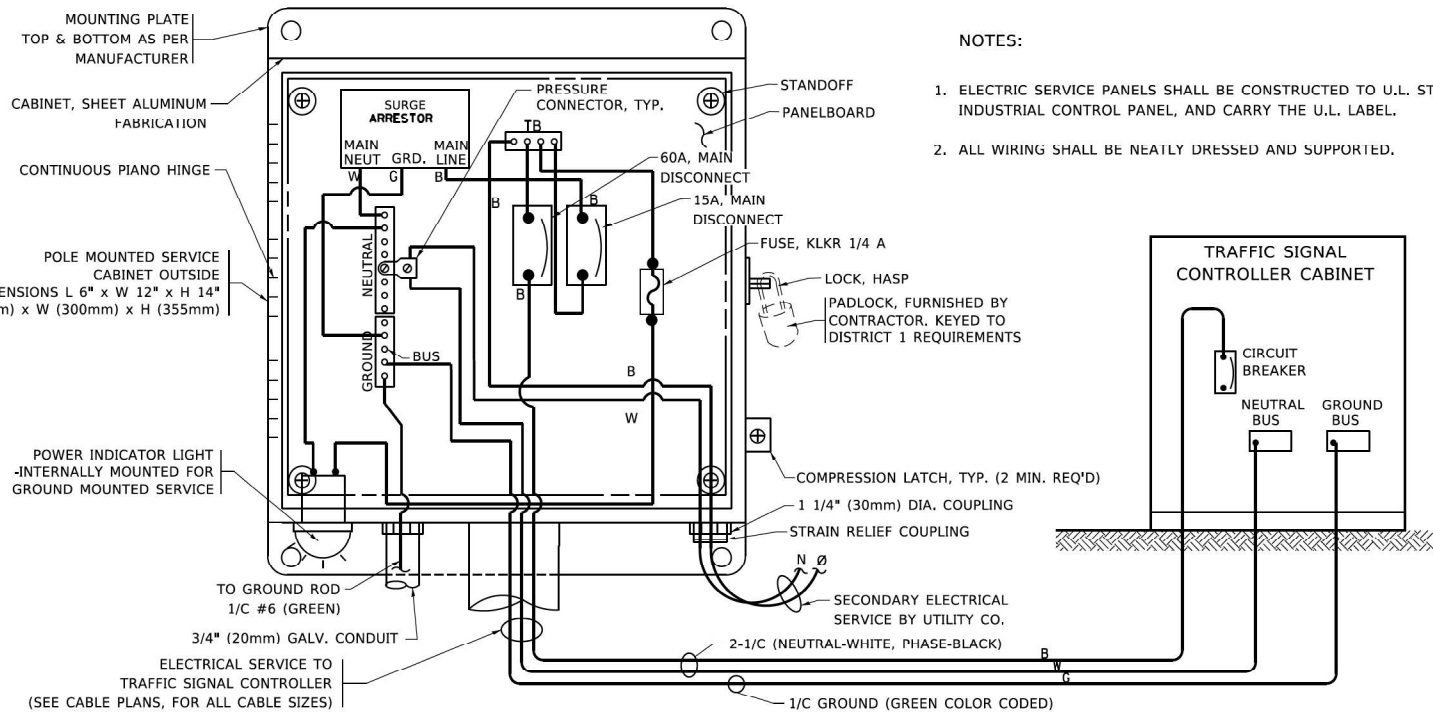 MOUNTING PLATE
TOP & BOTTOM AS PER
MANUFACTURER
CABINET, SHEET ALUMINUM
FABRICATION
CONTINUOUS PIANO HINGE
POLE MOUNTED SERVICE
CABINET OUTSIDE
ENSIONS L 6" x W 12" x H 14"
m) x W (300mm) x H (355mm)
POWER INDICATOR LIGHT
-INTERNALLY MOUNTED FOR
GROUND MOUNTED SERVICE
TO GROUND ROD
1/C #6 (GREEN)
3/4" (20mm) GALV. CONDUIT
ELECTRICAL SERVICE TO
TRAFFIC SIGNAL CONTROLLER
(SEE CABLE PLANS, FOR ALL CABLE SIZES)
SURGE
ARRESTOR
MAIN
NEUT
GRD.
MAIN
LINE
W
G
B
NEUTRAL
GROUND
BUS
PRESSURE
CONNECTOR, TYP.
TB
B
B
B
B
W
STANDOFF
PANELBOARD
60A, MAIN
DISCONNECT
15A, MAIN
DISCONNECT
FUSE, KLKR 1/4 A
LOCK, HASP
PADLOCK, FURNISHED BY
CONTRACTOR. KEYED TO
DISTRICT 1 REQUIREMENTS
COMPRESSION LATCH, TYP. (2 MIN. REQ'D)
1 1/4" (30mm) DIA. COUPLING
STRAIN RELIEF COUPLING
N Ø
SECONDARY ELECTRICAL
SERVICE BY UTILITY CO.
2-1/C (NEUTRAL-WHITE, PHASE-BLACK)
B
W
G
1/C GROUND (GREEN COLOR CODED)
NOTES:
1. ELECTRIC SERVICE PANELS SHALL BE CONSTRUCTED TO U.L. ST
INDUSTRIAL CONTROL PANEL, AND CARRY THE U.L. LABEL.
2. ALL WIRING SHALL BE NEATLY DRESSED AND SUPPORTED.
TRAFFIC SIGNAL
CONTROLLER CABINET
CIRCUIT
BREAKER
NEUTRAL
BUS
GROUND
BUS